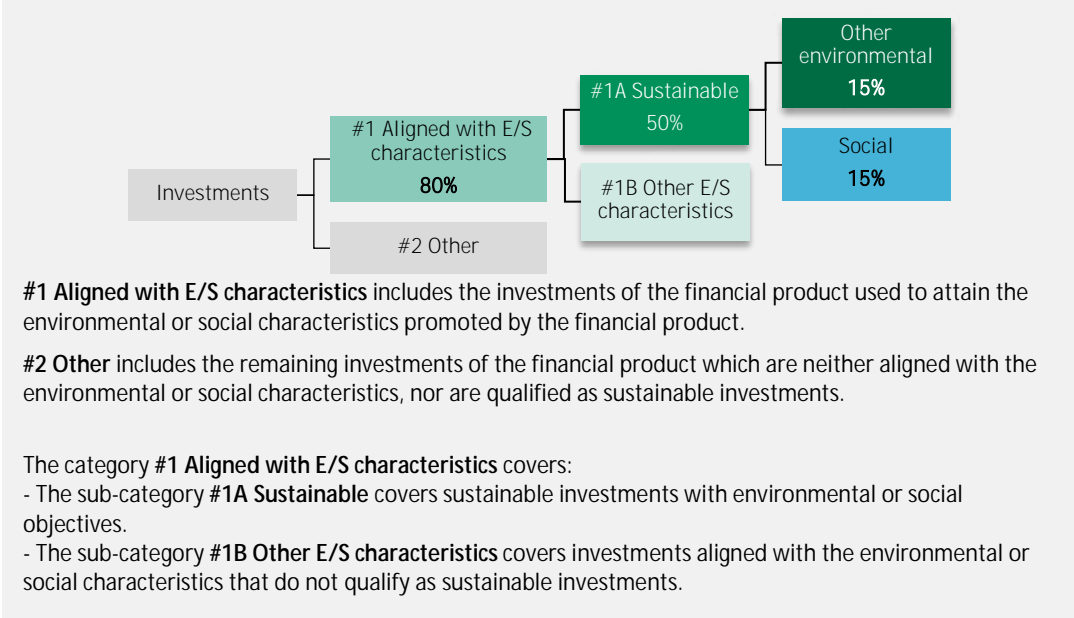 Other
environmental
15%
#1A Sustainable
50%
#1 Aligned with E/S
characteristics
80%
Social
15%
Investments
#1B Other E/S
characteristics
#2 Other
#1 Aligned with E/S characteristics includes the investments of the financial product used to attain the
environmental or social characteristics promoted by the financial product.
#2 Other includes the remaining investments of the financial product which are neither aligned with the
environmental or social characteristics, nor are qualified as sustainable investments.
The category #1 Aligned with E/S characteristics covers:
- The sub-category #1A Sustainable covers sustainable investments with environmental or social
objectives.
- The sub-category #1B Other E/S characteristics covers investments aligned with the environmental or
social characteristics that do not qualify as sustainable investments.